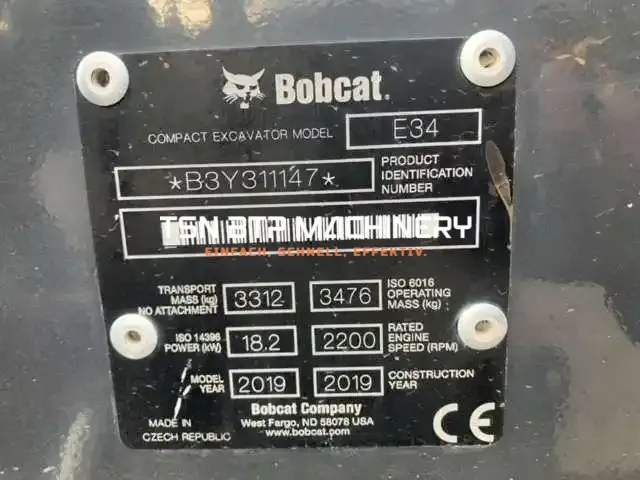 Bobcat.
COMPACT EXCAVATOR MODEL E34
*B3Y311147* PRODUCT IDENTIFICATION NUMBER
TSN BTP MACHINERY
EINFACH, SCHNELL, EFFEKTIV.
TRANSPORT MASS (kg) NO ATTACHMENT 3312 3476 ISO 6016 OPERATING MASS (kg)
ISO 14396 POWER (kW) 18.2 2200 RATED ENGINE SPEED (RPM)
MODEL YEAR 2019 2019 CONSTRUCTION YEAR
Bobcat Company
MADE IN West Fargo, ND 58078 USA
CZECH REPUBLIC www.bobcat.com
CE